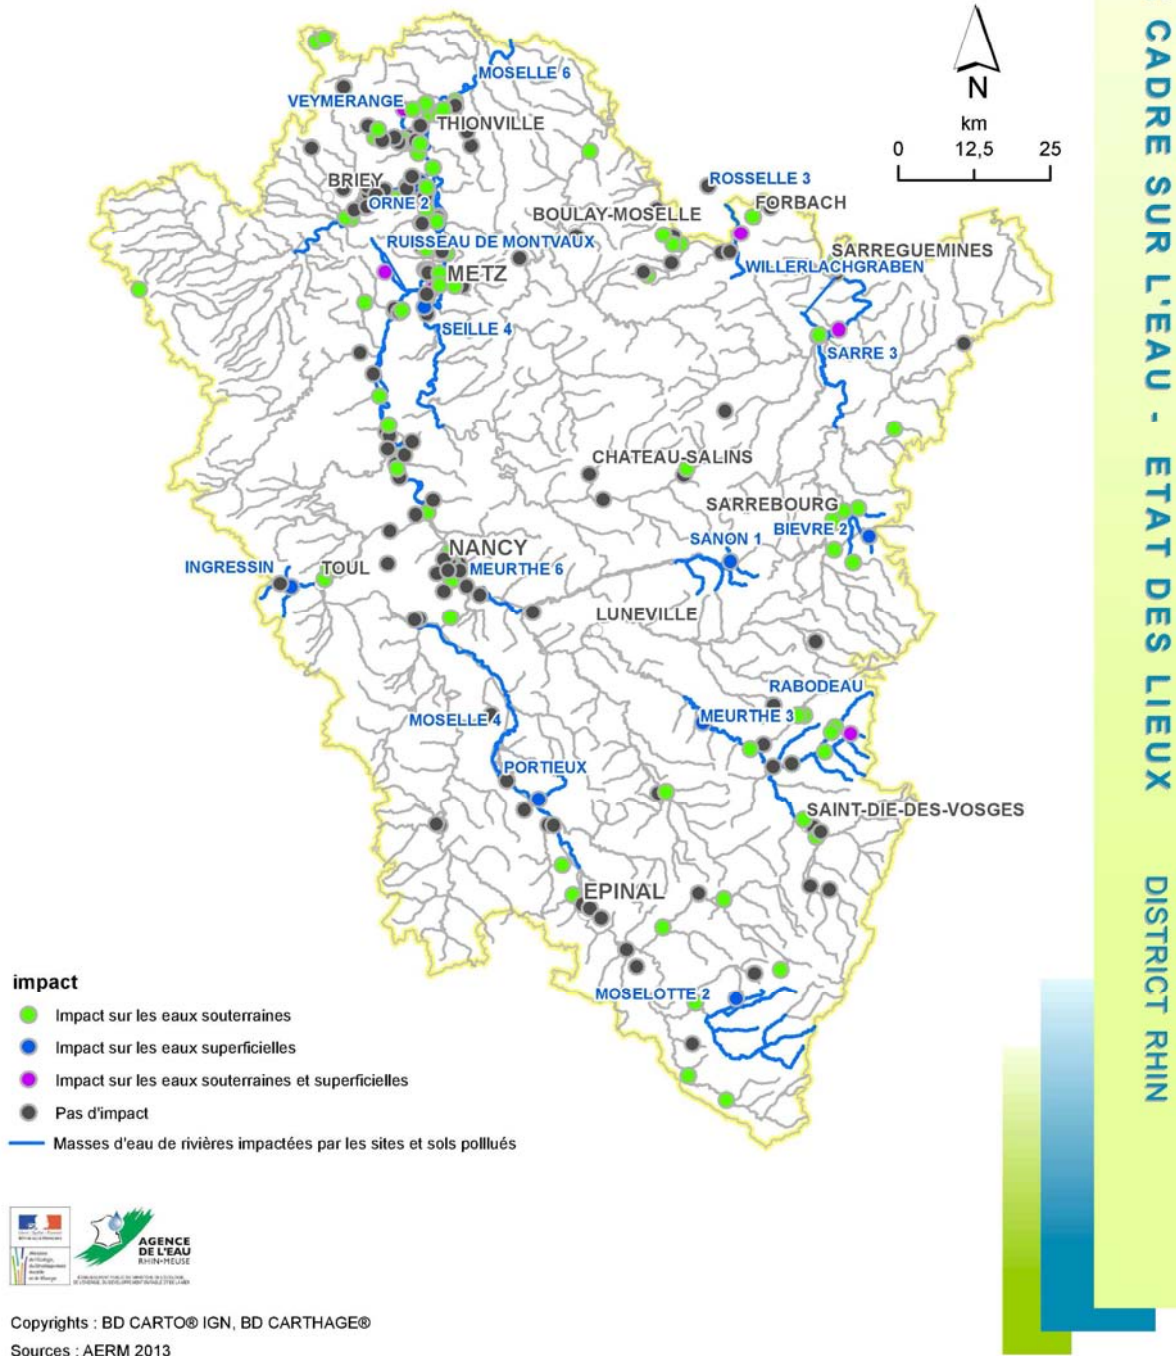 CADRE SUR L'EAU - ETAT DES LIEUX DISTRICT RHIN
N
km
0 12,5 25
MOSELLE 6
VEYMERANGE
THIONVILLE
BRIEY
ROSSELLE 3
ORNE 2
BOULAY-MOSELLE
FORBACH
RUISSEAU DE MONTVAUX
SARREGUEMINES
METZ
WILLERLACHGRABEN
SEILLE 4
SARRE 3
CHATEAU-SALINS
SARREBOURG
BIEVRE 2
SANON 1
NANCY
INGRESSIN
TOUL
MEURTHE 6
LUNEVILLE
RABODEAU
MOSELLE 4
MEURTHE 3
PORTIEUX
SAINT-DIE-DES-VOSGES
EPINAL
MOSELOTTE 2
impact
Impact sur les eaux souterraines
Impact sur les eaux superficielles
Impact sur les eaux souterraines et superficielles
Pas d'impact
Masses d'eau de rivières impactées par les sites et sols polllués
AGENCE
DE L'EAU
RHIN-MEUSE
Copyrights : BD CARTO® IGN, BD CARTHAGE®
Sources : AERM 2013